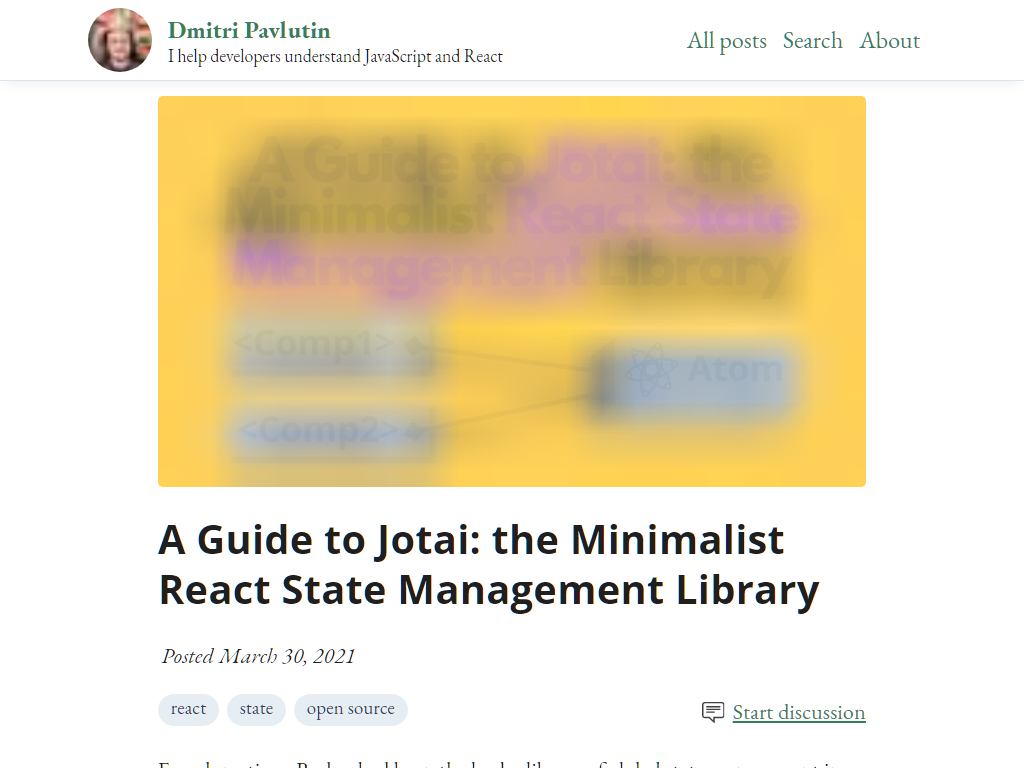 Dmitri Pavlutin
I help developers understand JavaScript and React
All posts Search About
A Guide to Jotai: the
Minimalist React State
Management Library
<Comp1>
Atom
<Comp2>
A Guide to Jotai: the Minimalist
React State Management Library
Posted March 30, 2021
react state open source
Start discussion